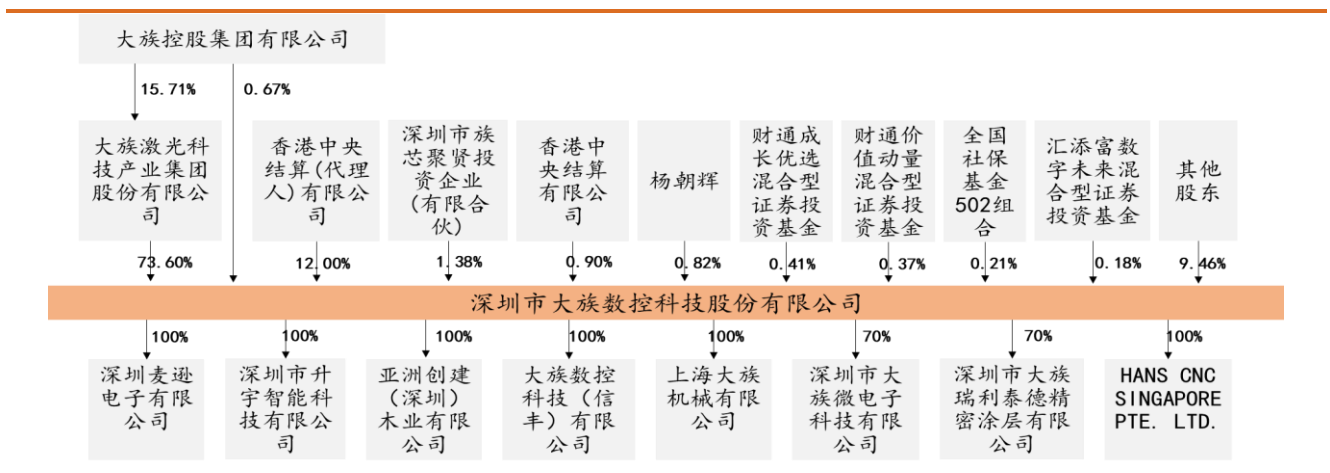 大族控股集团有限公司
15.71%
0.67%
大族激光科
技产业集团
股份有限公
司
香港中央
结算(代理
人)有限公
司
深圳市族
芯聚贤投
资企业
(有限合
伙)
香港中
央结算
有限公
司
杨朝辉
财通成
长优选
混合型
证券投
资基金
财通价
值动量
混合型
证券投
资基金
全国
社保
基金
502组
合
汇添富数
字未来混
合型证券
投资基金
其他
股东
73.60%
12.00%
1.38%
0.90%
0.82%
0.41%
0.37%
0.21%
0.18%
9.46%
深圳市大族数控科技股份有限公司
100%
100%
100%
100%
100%
70%
70%
100%
深圳麦逊
电子有限
公司
深圳市升
宇智能科
技有限公
司
亚洲创建
（深圳）
木业有限
公司
大族数控
科技（信
丰）有限
公司
上海大族
机械有限
公司
深圳市大
族微电子
科技有限
公司
深圳市大族
瑞利泰德精
密涂层有限
公司
HANS CNC
SINGAPORE
PTE. LTD.